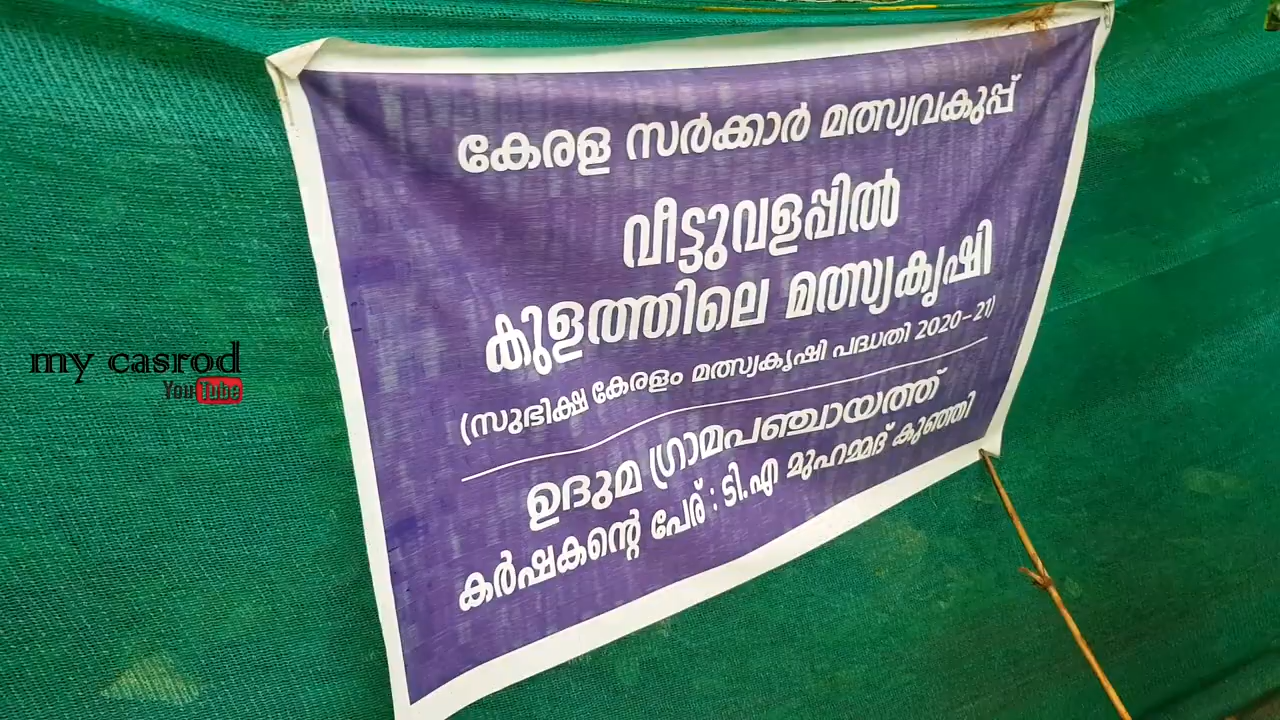 കേരള സർക്കാർ മത്സ്യവകുപ്പ്
വീട്ടുവളപ്പിൽ
കുളത്തിലെ മത്സ്യകൃഷി
(സുഭിക്ഷ കേരളം മത്സ്യകൃഷി പദ്ധതി 2020-21)
ഉദുമ ഗ്രാമപഞ്ചായത്ത്
കർഷകന്റെ പേര് : ടി.എ മുഹമ്മദ് കുഞ്ഞി
my casrod
YouTube